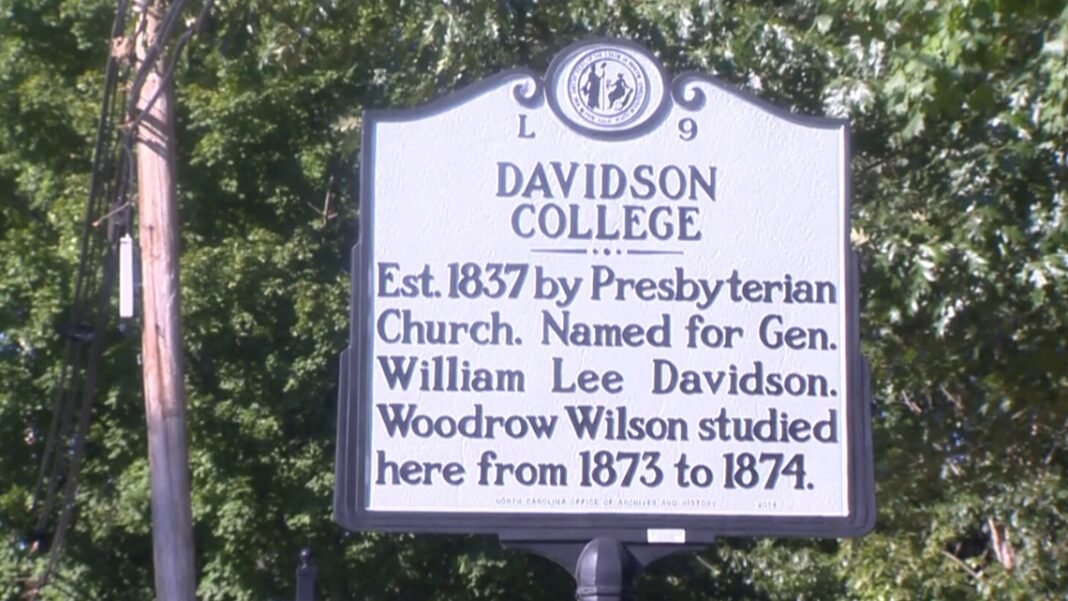 L 9
DAVIDSON
COLLEGE
Est. 1837 by Presbyterian
Church. Named for Gen.
William Lee Davidson.
Woodrow Wilson studied
here from 1873 to 1874.
NORTH CAROLINA OFFICE OF ARCHIVES AND HISTORY